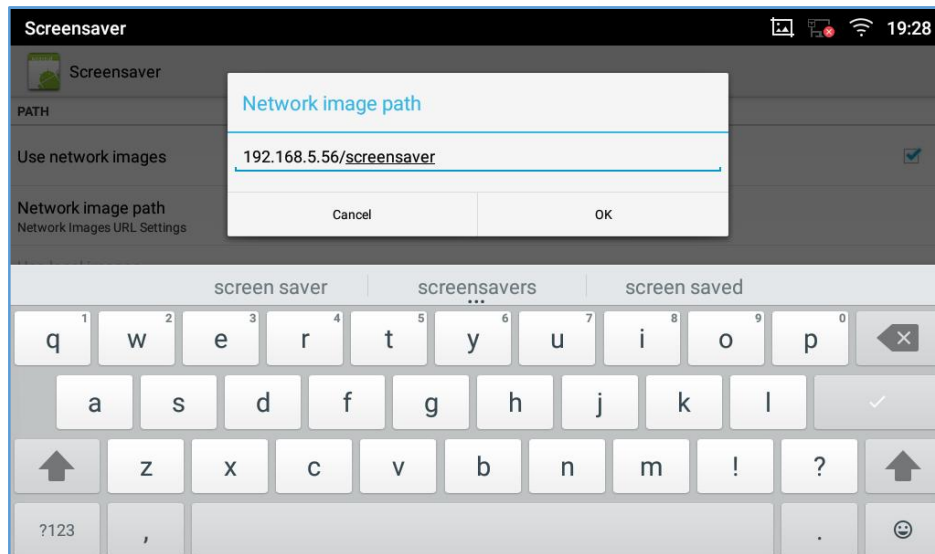 Screensaver 19:28
Screensaver
PATH
Use network images
Network image path
Network Images URL Settings
Network image path
192.168.5.56/screensaver
Cancel OK
screen saver screensavers screen saved
1 2 3 4 5 6 7 8 9 0
q w e r t y u i o p
a s d f g h j k l
z x c v b n m ! ?
?123 , .